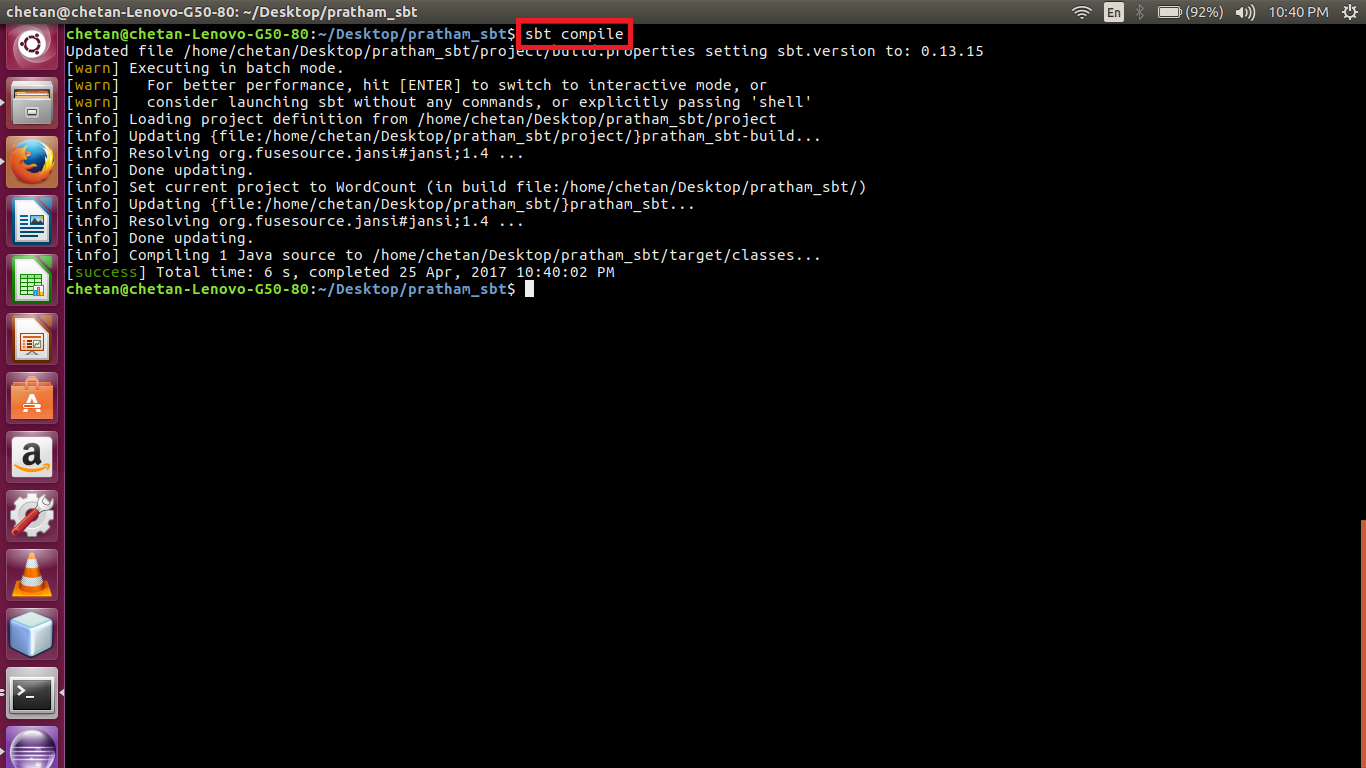 chetan@chetan-Lenovo-G50-80: ~/Desktop/pratham_sbt En (92%) 10:40 PM
chetan@chetan-Lenovo-G50-80:~/Desktop/pratham_sbt$ sbt compile
Updated file /home/chetan/Desktop/pratham_sbt/project/build.properties setting sbt.version to: 0.13.15
[warn] Executing in batch mode.
[warn]   For better performance, hit [ENTER] to switch to interactive mode, or
[warn]   consider launching sbt without any commands, or explicitly passing 'shell'
[info] Loading project definition from /home/chetan/Desktop/pratham_sbt/project
[info] Updating {file:/home/chetan/Desktop/pratham_sbt/project/}pratham_sbt-build...
[info] Resolving org.fusesource.jansi#jansi;1.4 ...
[info] Done updating.
[info] Set current project to WordCount (in build file:/home/chetan/Desktop/pratham_sbt/)
[info] Updating {file:/home/chetan/Desktop/pratham_sbt/}pratham_sbt...
[info] Resolving org.fusesource.jansi#jansi;1.4 ...
[info] Done updating.
[info] Compiling 1 Java source to /home/chetan/Desktop/pratham_sbt/target/classes...
[success] Total time: 6 s, completed 25 Apr, 2017 10:40:02 PM
chetan@chetan-Lenovo-G50-80:~/Desktop/pratham_sbt$